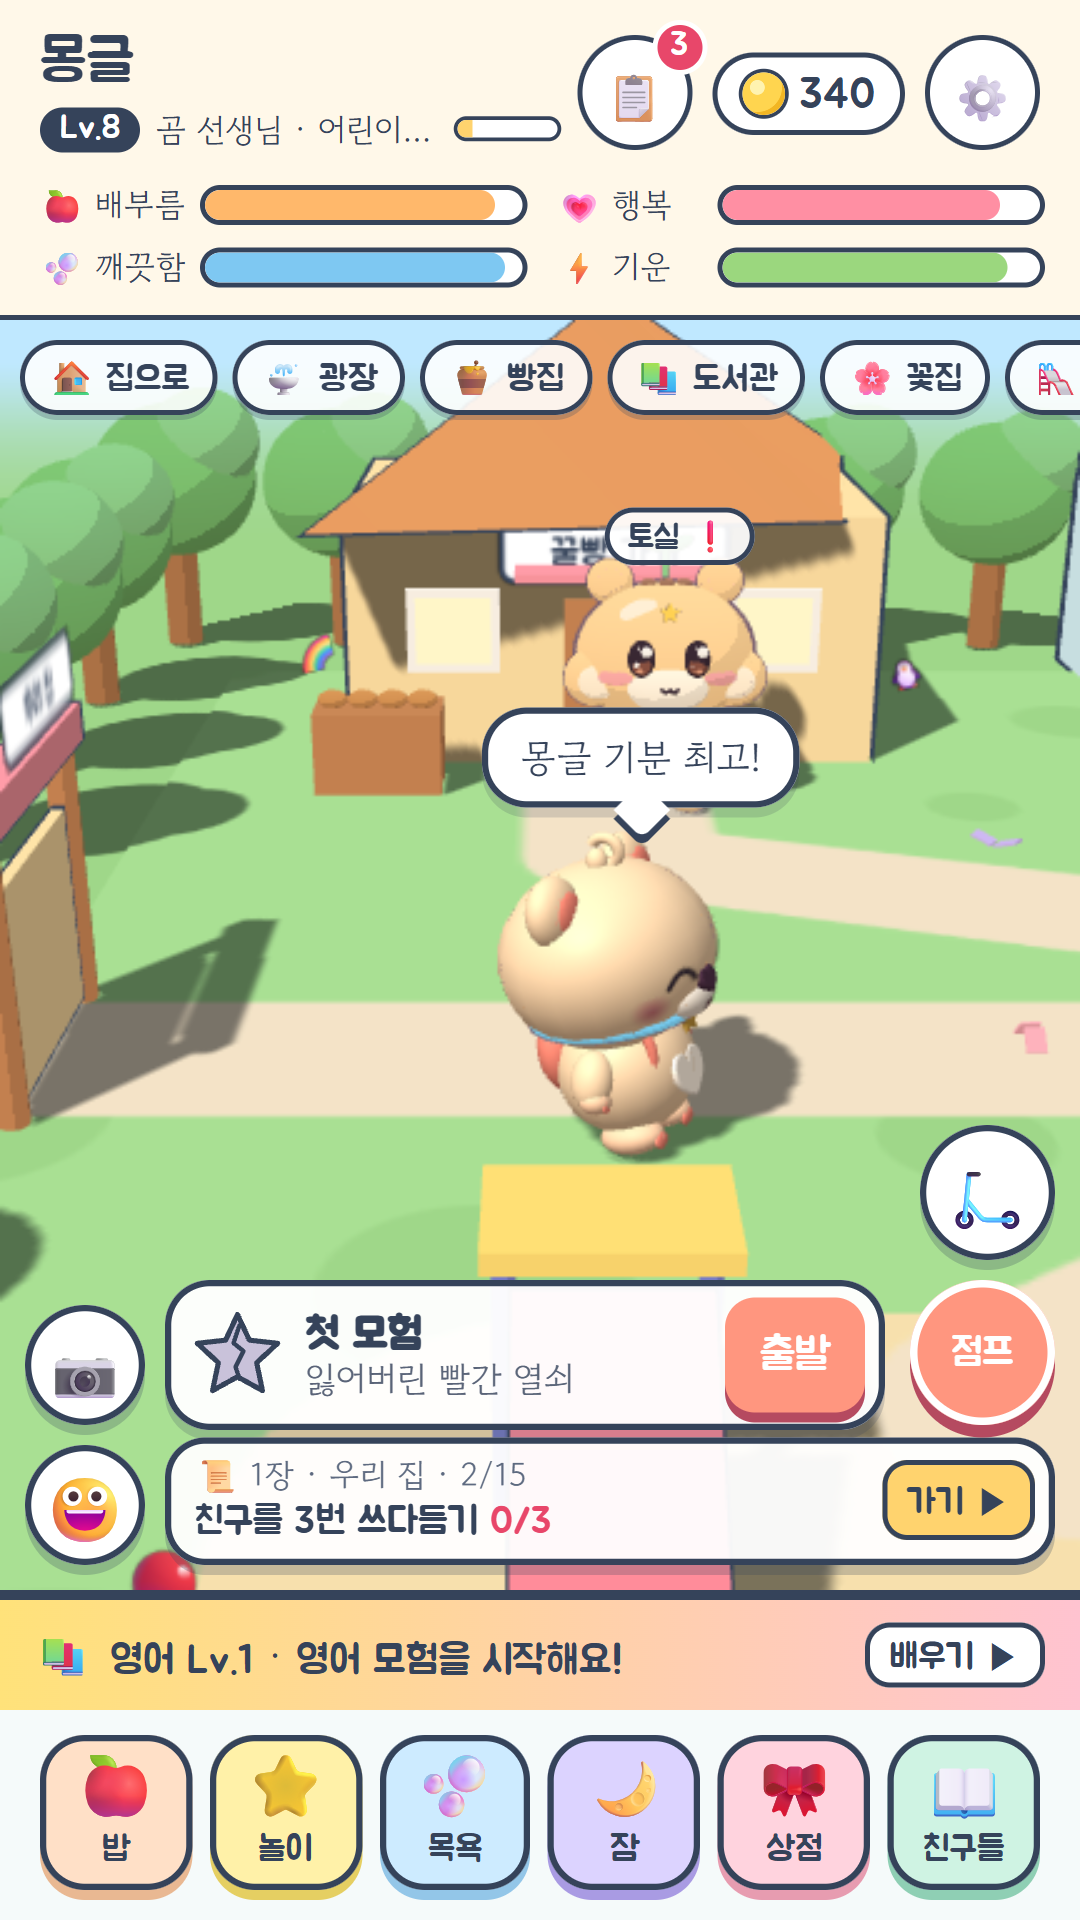 몽글
3
340
Lv.8 곰 선생님 · 어린이...
배부름 행복
깨끗함 기운
집으로 광장 빵집 도서관 꽃집
토실 ❗
몽글 기분 최고!
첫 모험
잃어버린 빨간 열쇠
출발
점프
1장 · 우리 집 · 2/15
친구를 3번 쓰다듬기 0/3
가기 ▶
영어 Lv.1 · 영어 모험을 시작해요!
배우기 ▶
밥 놀이 목욕 잠 상점 친구들